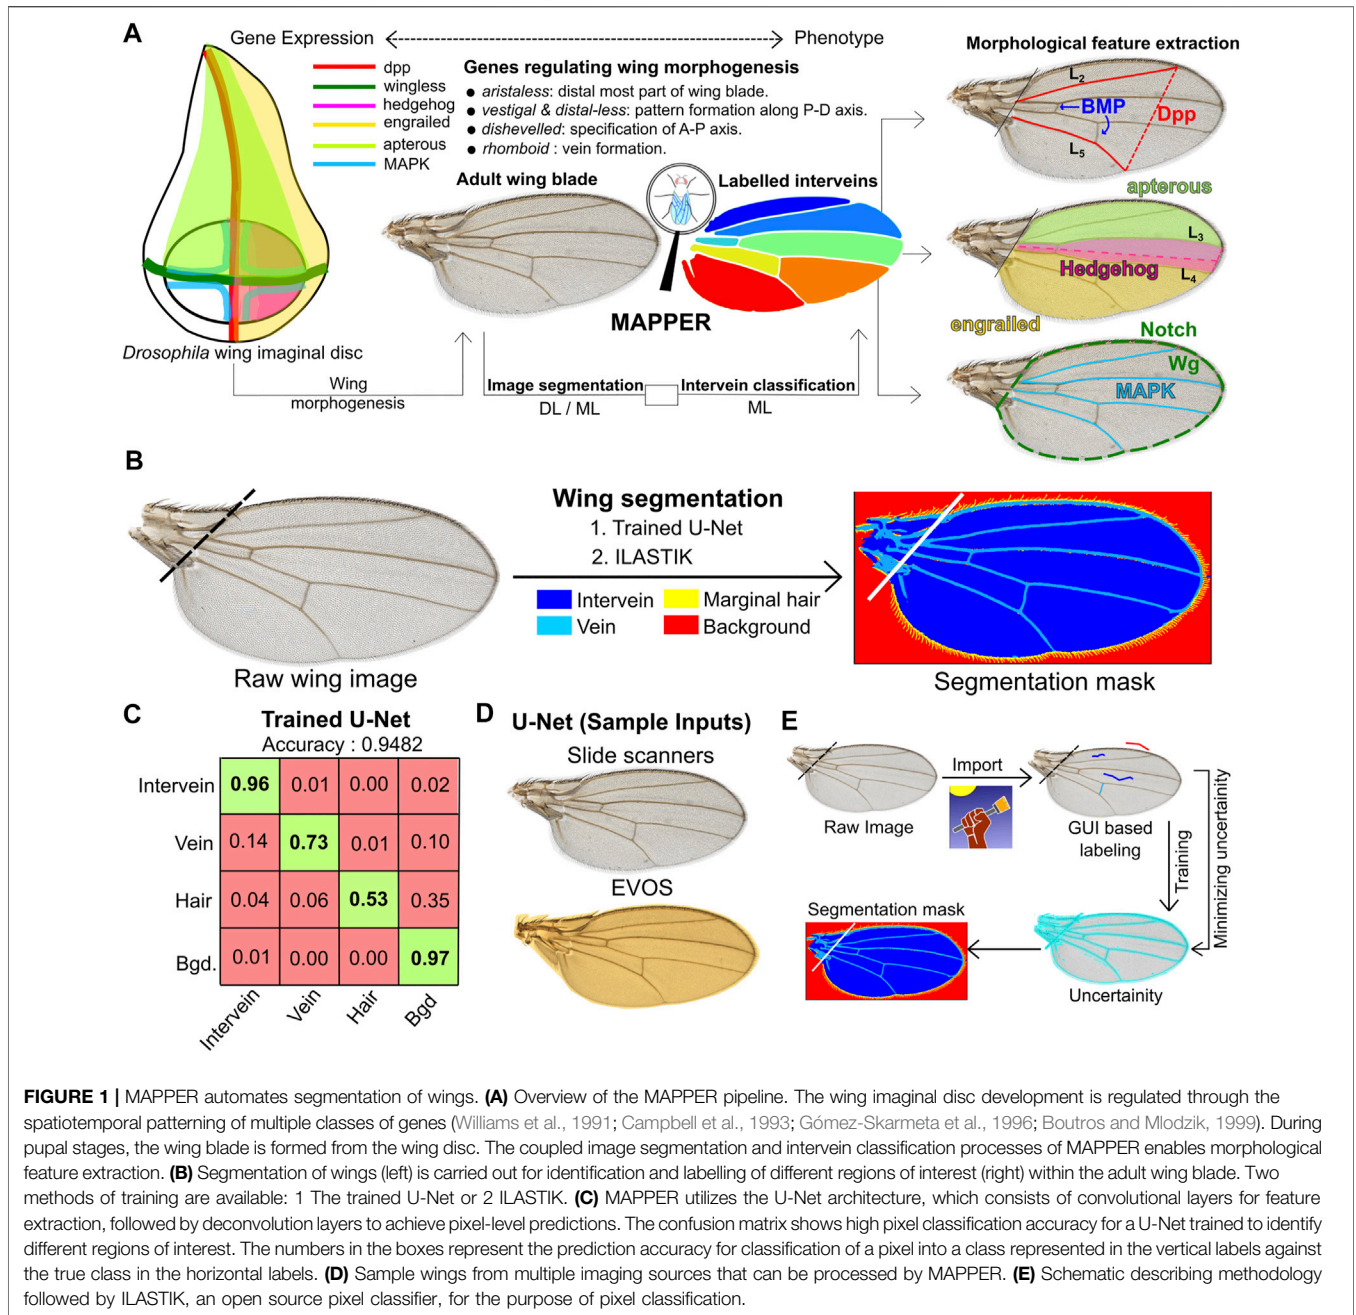 A
Gene Expression
Phenotype
dpp
wingless
hedgehog
engrailed
apterous
MAPK
Genes regulating wing morphogenesis
● aristaless: distal most part of wing blade.
● vestigal & distal-less: pattern formation along P-D axis.
● dishevelled: specification of A-P axis.
● rhomboid : vein formation.
Adult wing blade
Labelled interveins
MAPPER
Drosophila wing imaginal disc
Wing
morphogenesis
Image segmentation
DL / ML
Intervein classification
ML
Morphological feature extraction
L2
BMP
Dpp
L5
apterous
L3
Hedgehog
L4
engrailed
Notch
Wg
MAPK
B
Raw wing image
Wing segmentation
1. Trained U-Net
2. ILASTIK
Intervein
Marginal hair
Vein
Background
Segmentation mask
C
Trained U-Net
Accuracy : 0.9482
Intervein 0.96 0.01 0.00 0.02
Vein 0.14 0.73 0.01 0.10
Hair 0.04 0.06 0.53 0.35
Bgd. 0.01 0.00 0.00 0.97
Intervein Vein Hair Bgd
D
U-Net (Sample Inputs)
Slide scanners
EVOS
E
Raw Image
Import
GUI based
labeling
Training
Minimizing uncertainity
Uncertainity
Segmentation mask
FIGURE 1 | MAPPER automates segmentation of wings. (A) Overview of the MAPPER pipeline. The wing imaginal disc development is regulated through the
spatiotemporal patterning of multiple classes of genes (Williams et al., 1991; Campbell et al., 1993; Gómez-Skarmeta et al., 1996; Boutros and Mlodzik, 1999). During
pupal stages, the wing blade is formed from the wing disc. The coupled image segmentation and intervein classification processes of MAPPER enables morphological
feature extraction. (B) Segmentation of wings (left) is carried out for identification and labelling of different regions of interest (right) within the adult wing blade. Two
methods of training are available: 1 The trained U-Net or 2 ILASTIK. (C) MAPPER utilizes the U-Net architecture, which consists of convolutional layers for feature
extraction, followed by deconvolution layers to achieve pixel-level predictions. The confusion matrix shows high pixel classification accuracy for a U-Net trained to identify
different regions of interest. The numbers in the boxes represent the prediction accuracy for classification of a pixel into a class represented in the vertical labels against
the true class in the horizontal labels. (D) Sample wings from multiple imaging sources that can be processed by MAPPER. (E) Schematic describing methodology
followed by ILASTIK, an open source pixel classifier, for the purpose of pixel classification.